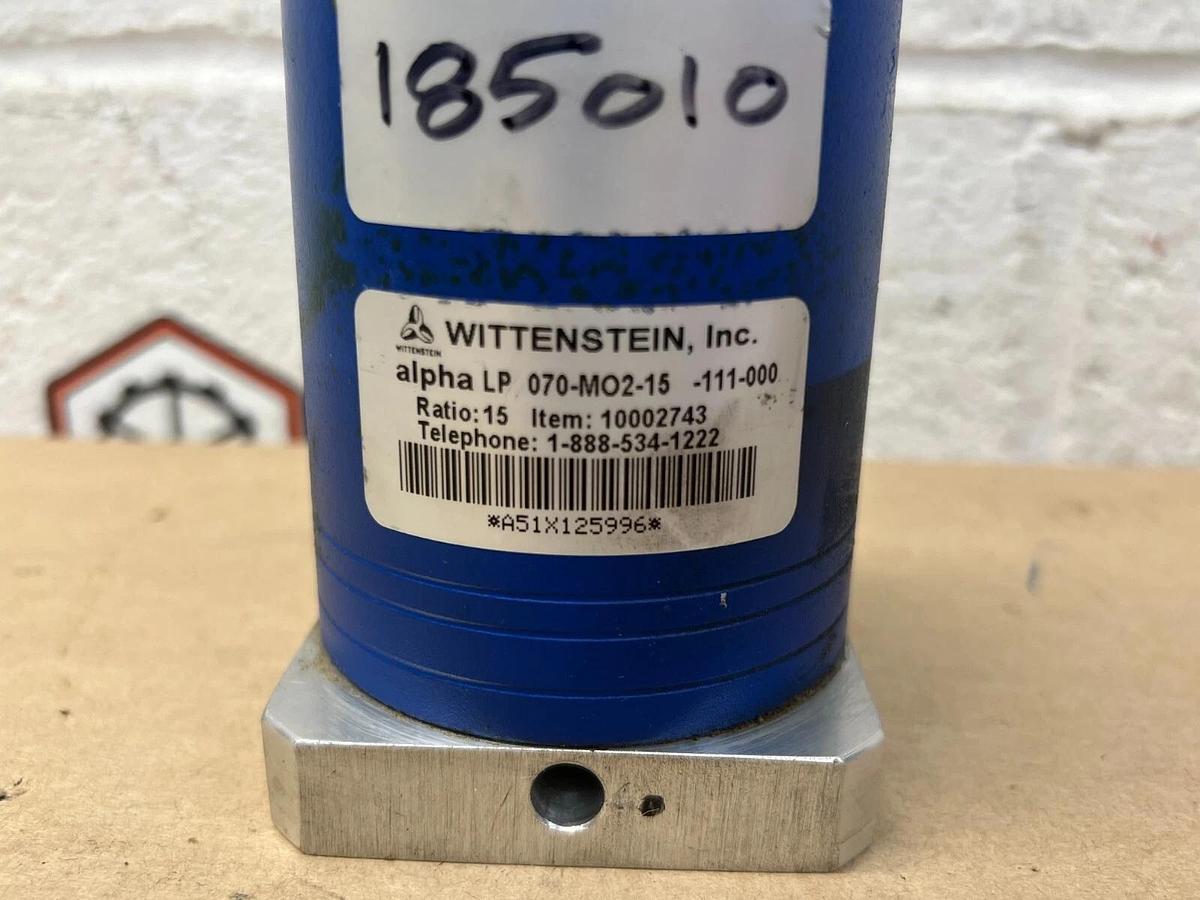 185010
WITTENSTEIN
WITTENSTEIN, Inc.
alpha LP 070-MO2-15 -111-000
Ratio: 15 Item: 10002743
Telephone: 1-888-534-1222
*A51X125996*